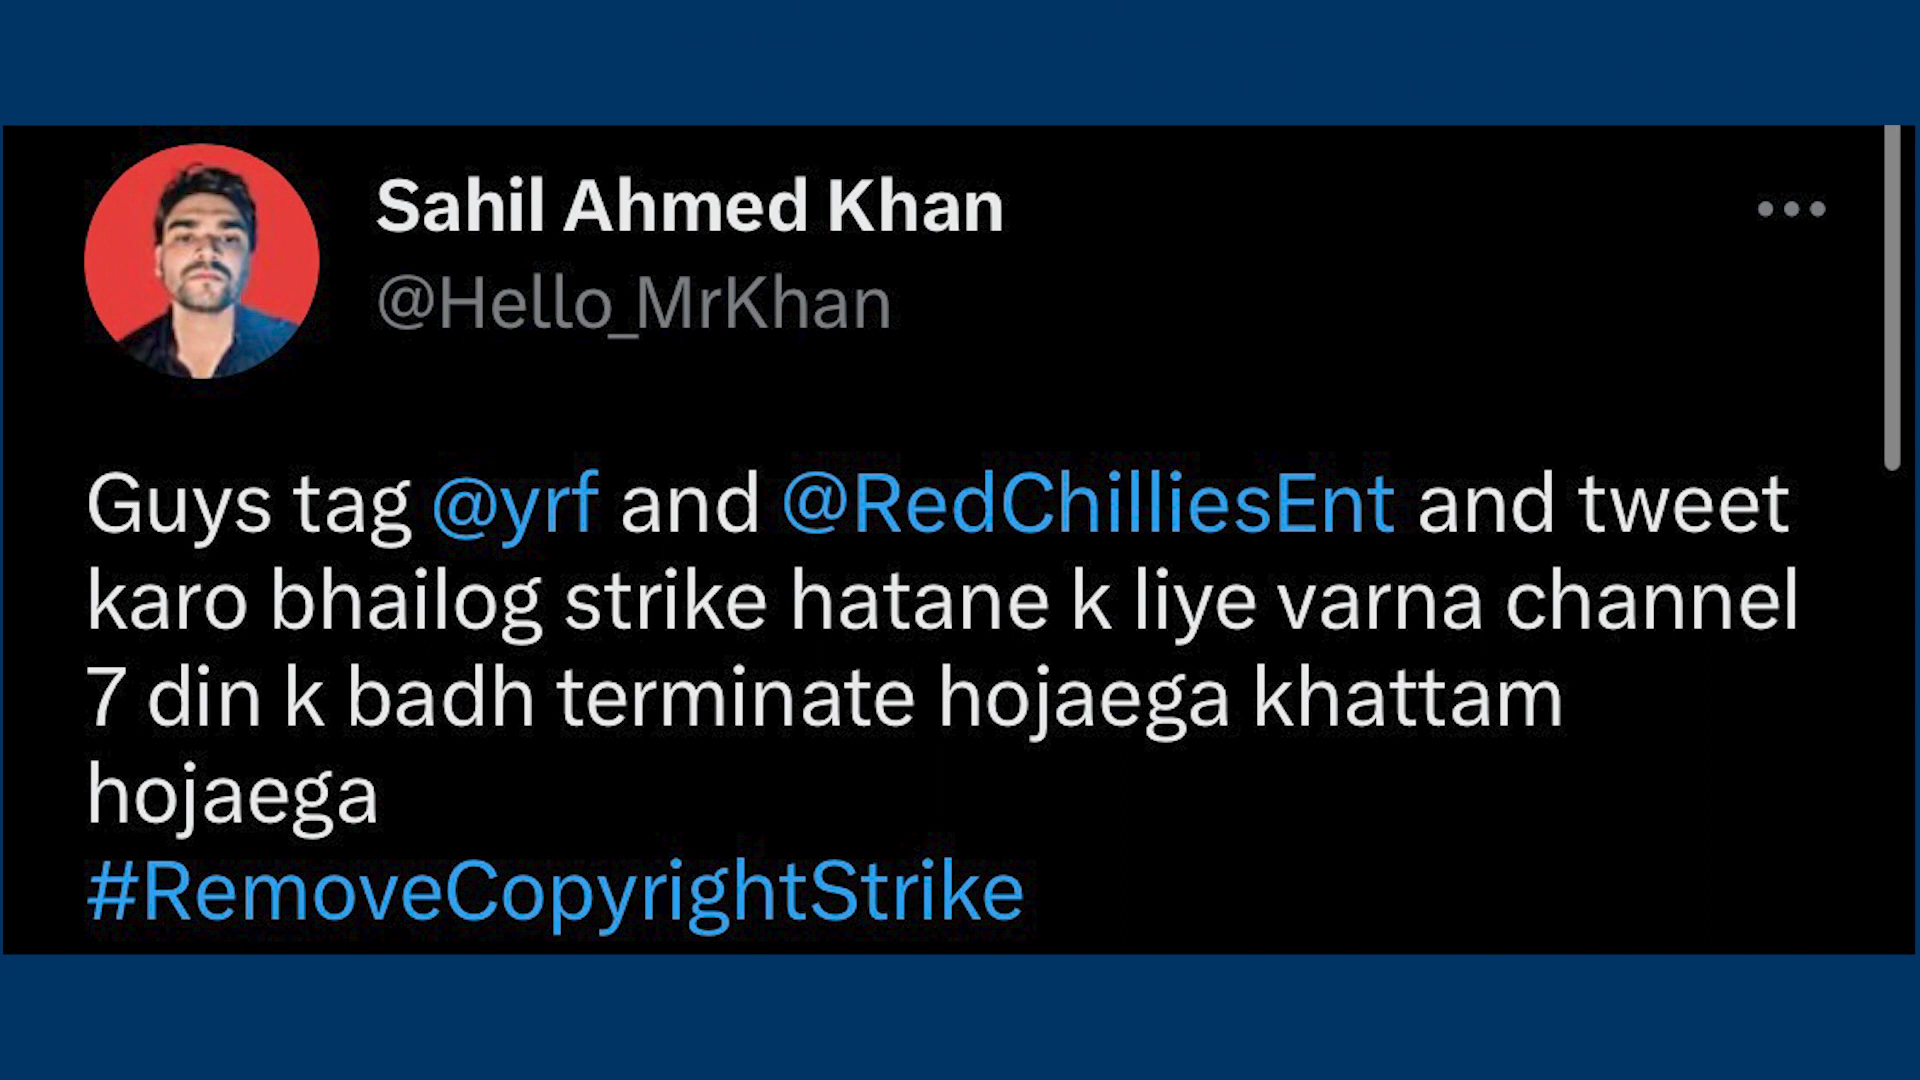 Sahil Ahmed Khan
@Hello_MrKhan
Guys tag @yrf and @RedChilliesEnt and tweet
karo bhailog strike hatane k liye varna channel
7 din k badh terminate hojaega khattam
hojaega
#RemoveCopyrightStrike